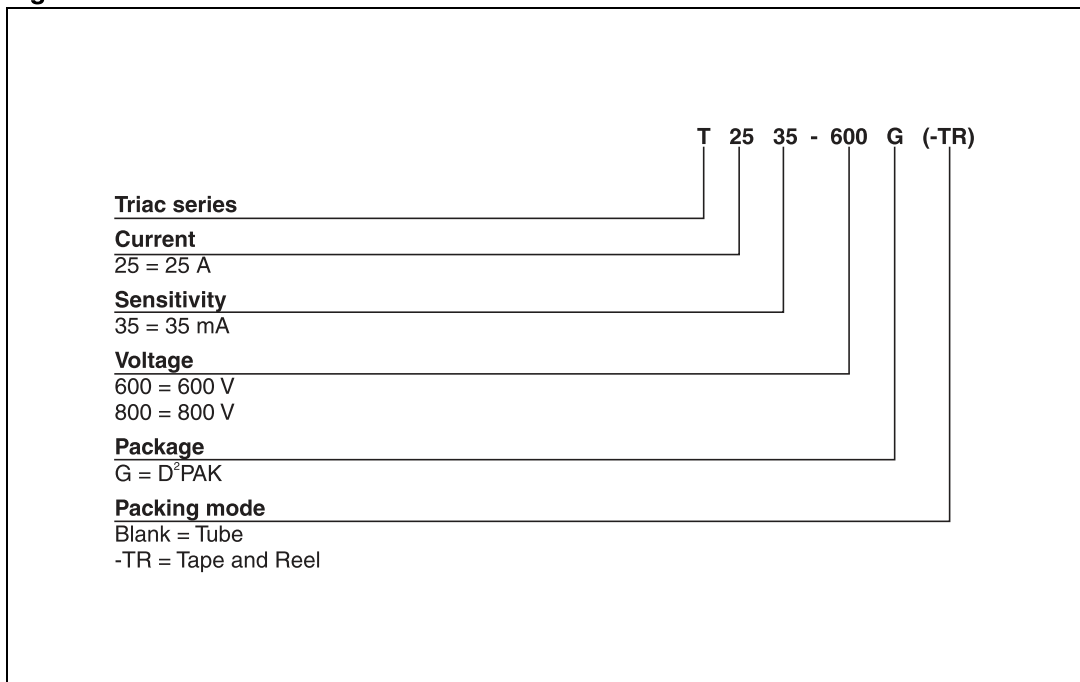 T 25 35 - 600 G (-TR)
Triac series
Current
25 = 25 A
Sensitivity
35 = 35 mA
Voltage
600 = 600 V
800 = 800 V
Package
G = D²PAK
Packing mode
Blank = Tube
-TR = Tape and Reel